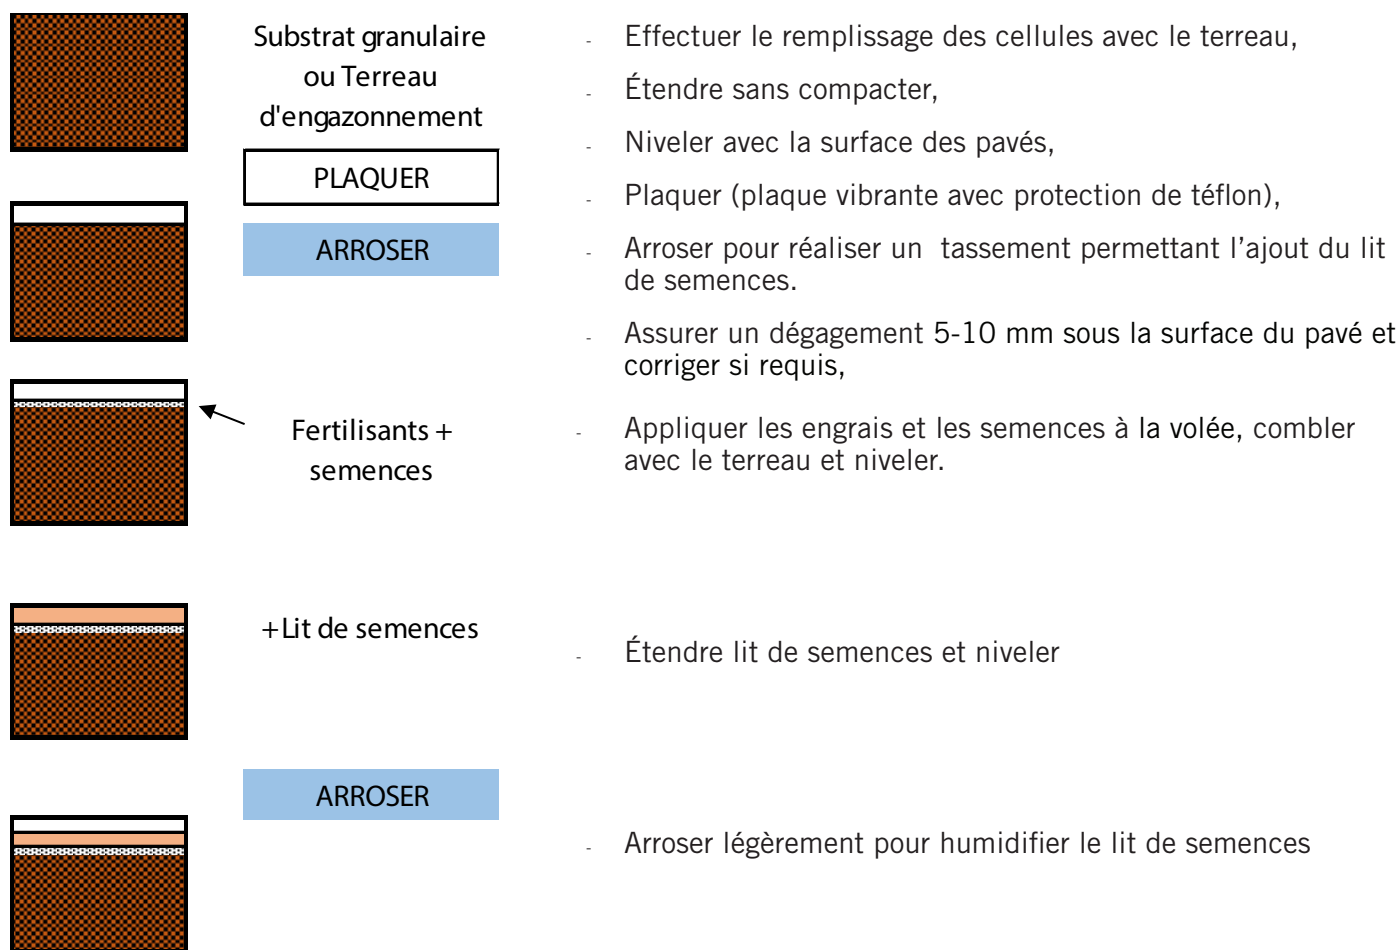 Substrat granulaire
ou Terreau
d'engazonnement
PLAQUER
ARROSER
- Effectuer le remplissage des cellules avec le terreau,
- Étendre sans compacter,
- Niveler avec la surface des pavés,
- Plaquer (plaque vibrante avec protection de téflon),
- Arroser pour réaliser un  tassement permettant l’ajout du lit
de semences.
- Assurer un dégagement 5-10 mm sous la surface du pavé et
corriger si requis,
Fertilisants +
semences
- Appliquer les engrais et les semences à la volée, combler
avec le terreau et niveler.
+Lit de semences
- Étendre lit de semences et niveler
ARROSER
- Arroser légèrement pour humidifier le lit de semences